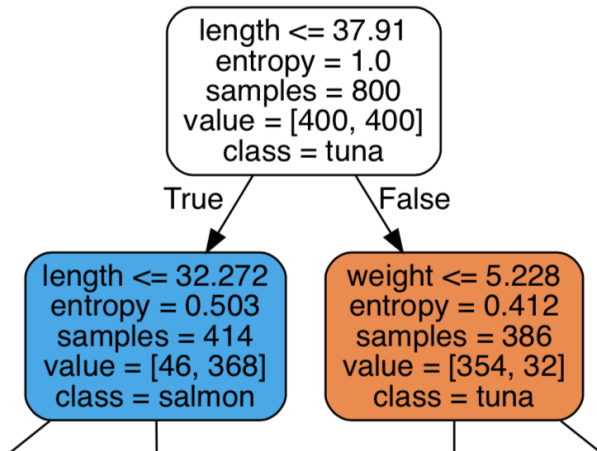 length <= 37.91
entropy = 1.0
samples = 800
value = [400, 400]
class = tuna
True
False
length <= 32.272
entropy = 0.503
samples = 414
value = [46, 368]
class = salmon
weight <= 5.228
entropy = 0.412
samples = 386
value = [354, 32]
class = tuna